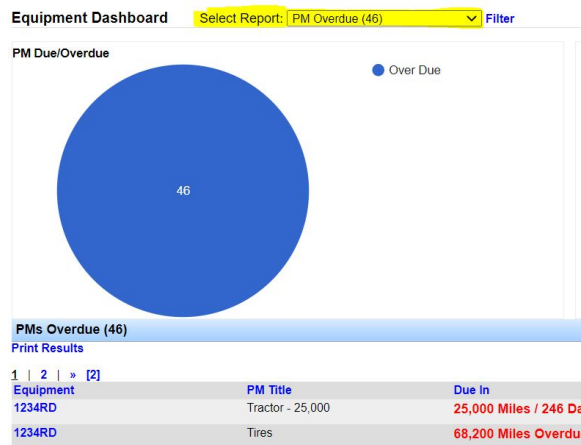 Equipment Dashboard Select Report: PM Overdue (46) Filter
PM Due/Overdue
Over Due
46
PMs Overdue (46)
Print Results
1 | 2 | » [2]
Equipment PM Title Due In
1234RD Tractor - 25,000 25,000 Miles / 246 Da
1234RD Tires 68,200 Miles Overdu